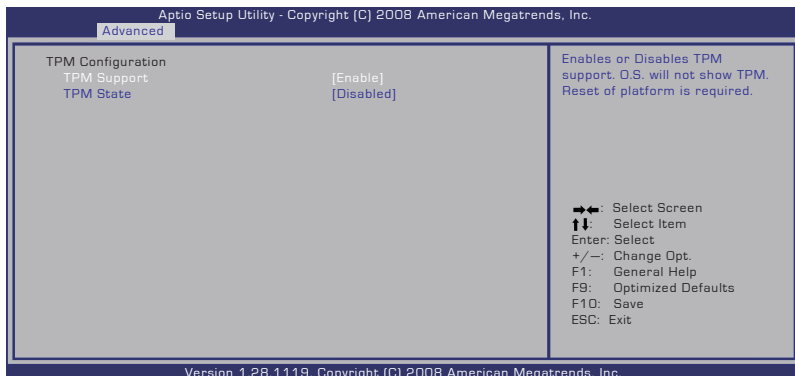 Aptio Setup Utility - Copyright (C) 2008 American Megatrends, Inc.
Advanced
TPM Configuration
TPM Support [Enable]
TPM State [Disabled]
Enables or Disables TPM
support. O.S. will not show TPM.
Reset of platform is required.
→←: Select Screen
↑↓: Select Item
Enter: Select
+/—: Change Opt.
F1: General Help
F9: Optimized Defaults
F10: Save
ESC: Exit
Version 1.28.1119. Copyright (C) 2008 American Megatrends, Inc.